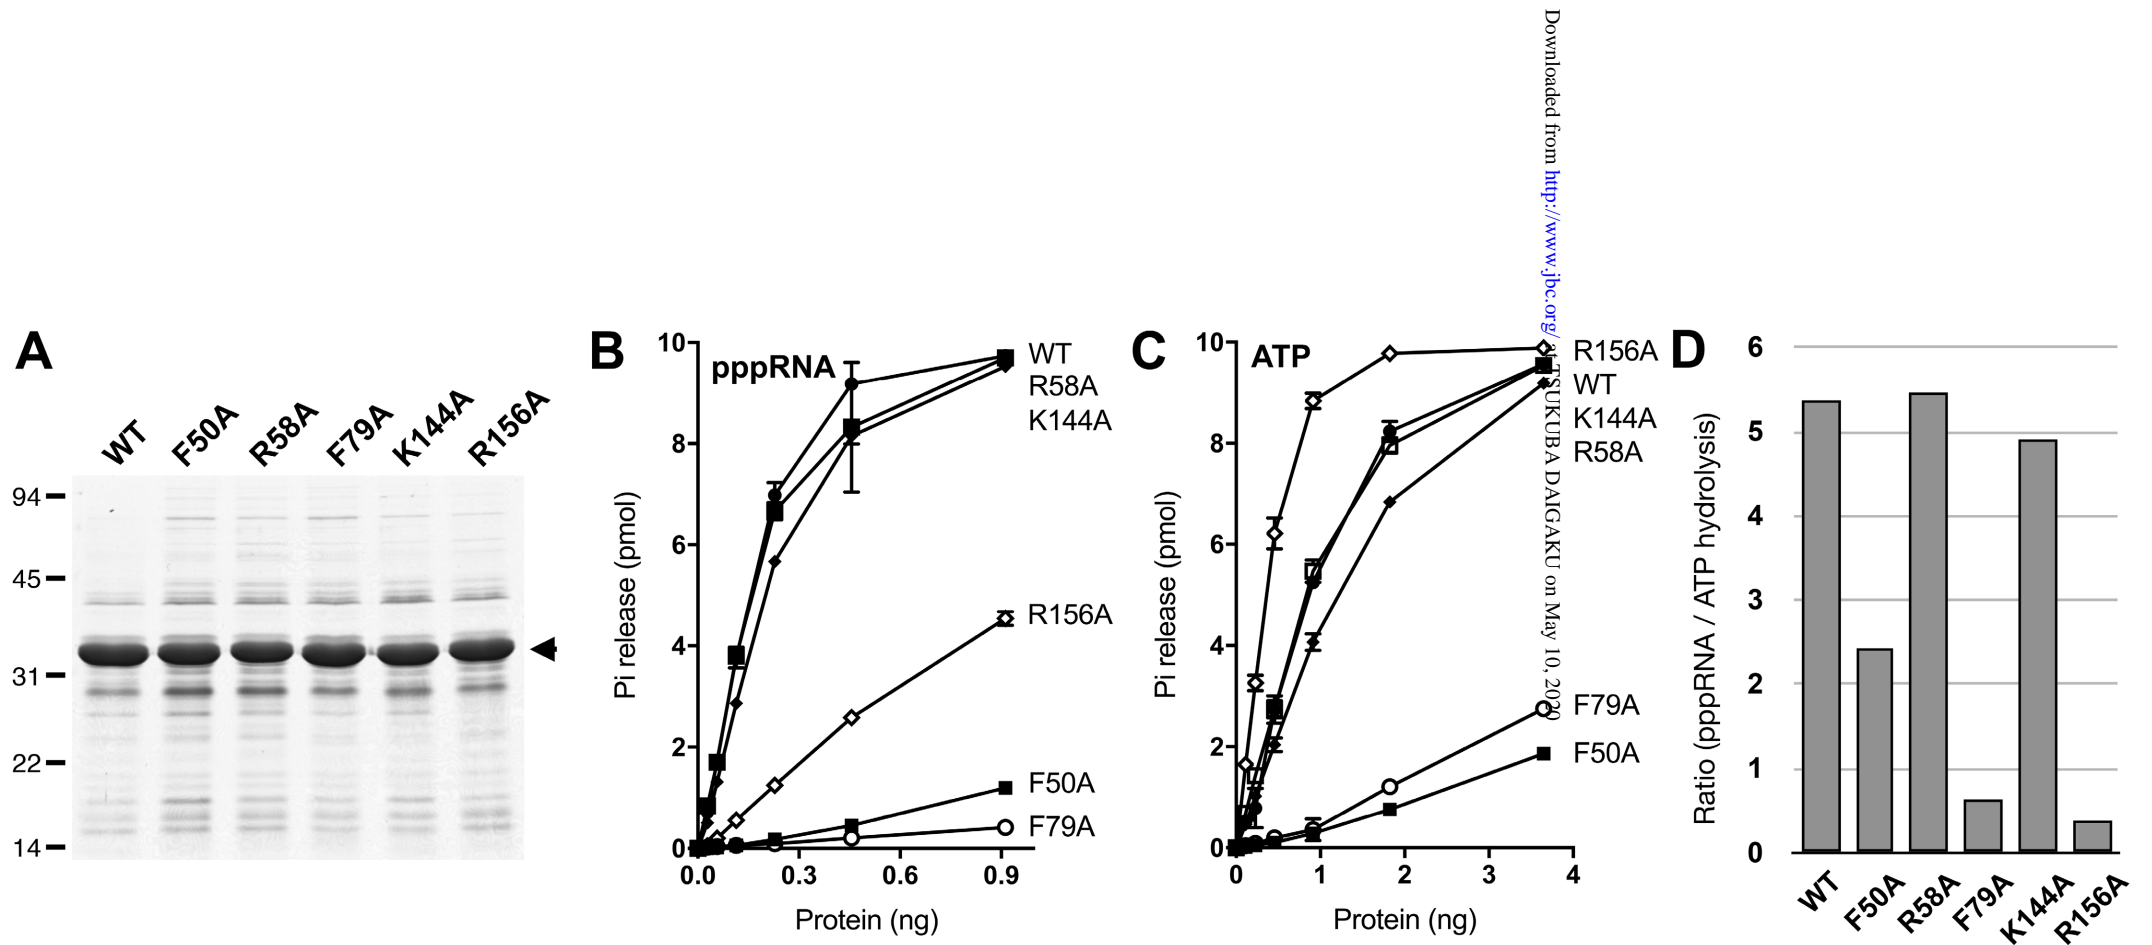 Downloaded from http://www.jbc.org/ at TSUKUBA DAIGAKU on May 10, 2020
A
WT
F50A
R58A
F79A
K144A
R156A
94
45
31
22
14
B
pppRNA
Pi release (pmol)
10
8
6
4
2
0
0.0 0.3 0.6 0.9
Protein (ng)
WT
R58A
K144A
R156A
F50A
F79A
C
ATP
Pi release (pmol)
10
8
6
4
2
0
0 1 2 3 4
Protein (ng)
R156A
WT
K144A
R58A
F79A
F50A
D
Ratio (pppRNA / ATP hydrolysis)
6
5
4
3
2
1
0
WT
F50A
R58A
F79A
K144A
R156A